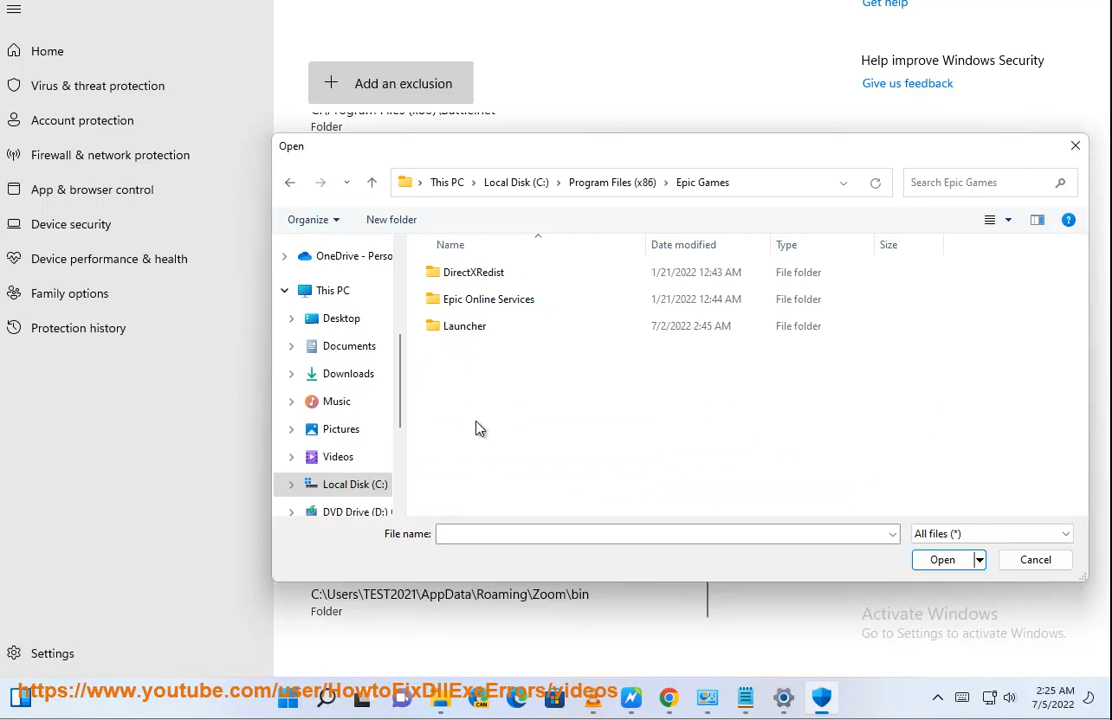 Get help
Home
Virus & threat protection
Account protection
Firewall & network protection
App & browser control
Device security
Device performance & health
Family options
Protection history
Settings
Add an exclusion
Help improve Windows Security
Give us feedback
C:\Program Files (x86)\Battle.net
Folder
Open
This PC
Local Disk (C:)
Program Files (x86)
Epic Games
Search Epic Games
Organize
New folder
Name
Date modified
Type
Size
OneDrive - Perso
This PC
Desktop
Documents
Downloads
Music
Pictures
Videos
Local Disk (C:)
DVD Drive (D:) (
DirectXRedist 1/21/2022 12:43 AM File folder
Epic Online Services 1/21/2022 12:44 AM File folder
Launcher 7/2/2022 2:45 AM File folder
File name:
All files (*)
Open
Cancel
C:\Users\TEST2021\AppData\Roaming\Zoom\bin
Folder
Activate Windows
Go to Settings to activate Windows.
https://www.youtube.com/user/HowtoFixDllExeErrors/videos
CAN
2:25 AM
7/5/2022